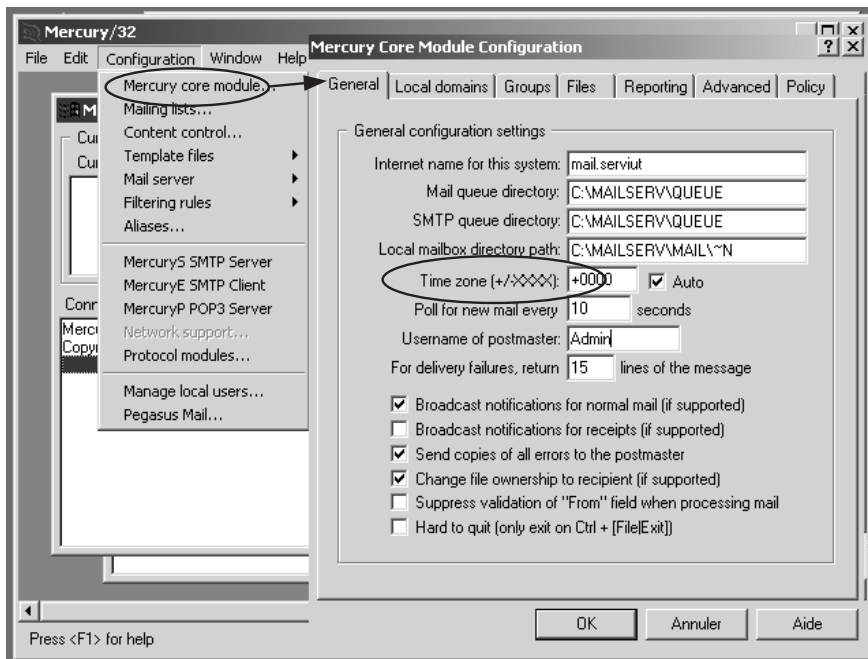 Mercury/32
File Edit Configuration Window Help
Mercury core module...
Mailing lists...
Content control...
Template files
Mail server
Filtering rules
Aliases...
MercuryS SMTP Server
MercuryE SMTP Client
MercuryP POP3 Server
Network support...
Protocol modules...
Manage local users...
Pegasus Mail...
M
Cu
Cu
Conr
Merc
Copy
Press <F1> for help
Mercury Core Module Configuration
General Local domains Groups Files Reporting Advanced Policy
General configuration settings
Internet name for this system: mail.serviut
Mail queue directory: C:\MAILSERV\QUEUE
SMTP queue directory: C:\MAILSERV\QUEUE
Local mailbox directory path: C:\MAILSERV\MAIL\~N
Time zone (+/-XXXX): +0000 Auto
Poll for new mail every 10 seconds
Username of postmaster: Admin
For delivery failures, return 15 lines of the message
Broadcast notifications for normal mail (if supported)
Broadcast notifications for receipts (if supported)
Send copies of all errors to the postmaster
Change file ownership to recipient (if supported)
Suppress validation of "From" field when processing mail
Hard to quit (only exit on Ctrl + [File|Exit])
OK Annuler Aide